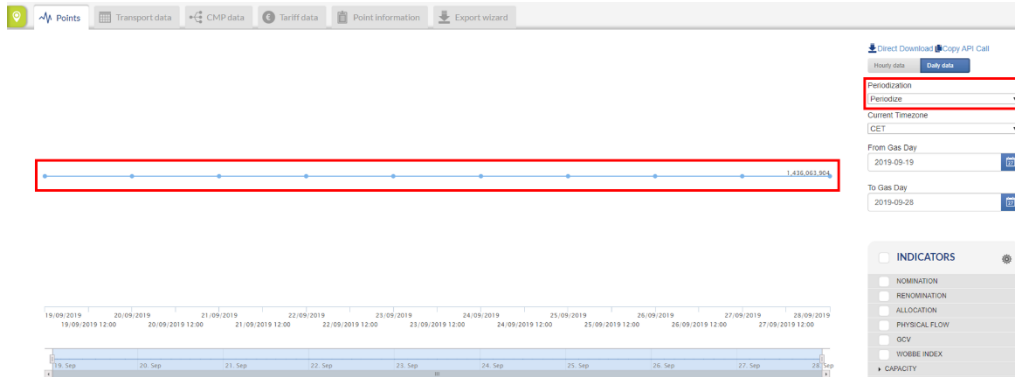 Points
Transport data
CMP data
Tariff data
Point information
Export wizard
Direct Download Copy API Call
Hourly data
Daily data
Periodization
Periodize
Current Timezone
CET
From Gas Day
2019-09-19
To Gas Day
2019-09-28
1,436,063,904
INDICATORS
NOMINATION
RENOMINATION
ALLOCATION
PHYSICAL FLOW
GCV
WOBBE INDEX
CAPACITY
19/09/2019 20/09/2019 21/09/2019 22/09/2019 23/09/2019 24/09/2019 25/09/2019 26/09/2019 27/09/2019 28/09/2019
19/09/2019 12:00 20/09/2019 12:00 21/09/2019 12:00 22/09/2019 12:00 23/09/2019 12:00 24/09/2019 12:00 25/09/2019 12:00 26/09/2019 12:00 27/09/2019 12:00
19. Sep 20. Sep 21. Sep 22. Sep 23. Sep 24. Sep 25. Sep 26. Sep 27. Sep 28. Sep